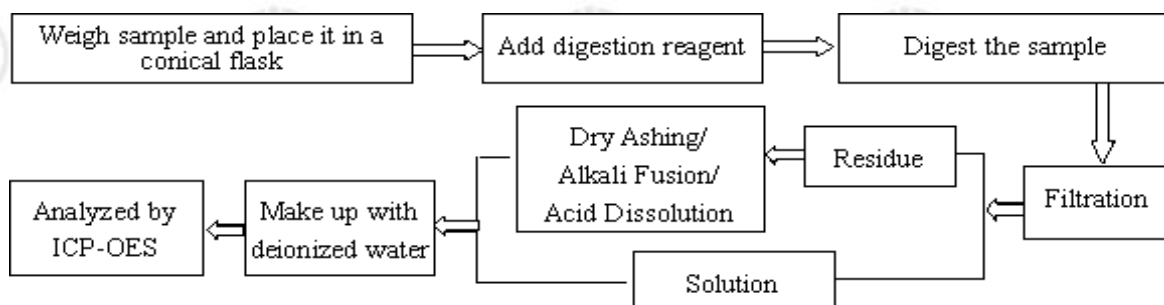 Weigh sample and place it in a
conical flask
Add digestion reagent
Digest the sample
Filtration
Residue
Dry Ashing/
Alkali Fusion/
Acid Dissolution
Solution
Make up with
deionized water
Analyzed by
ICP-OES